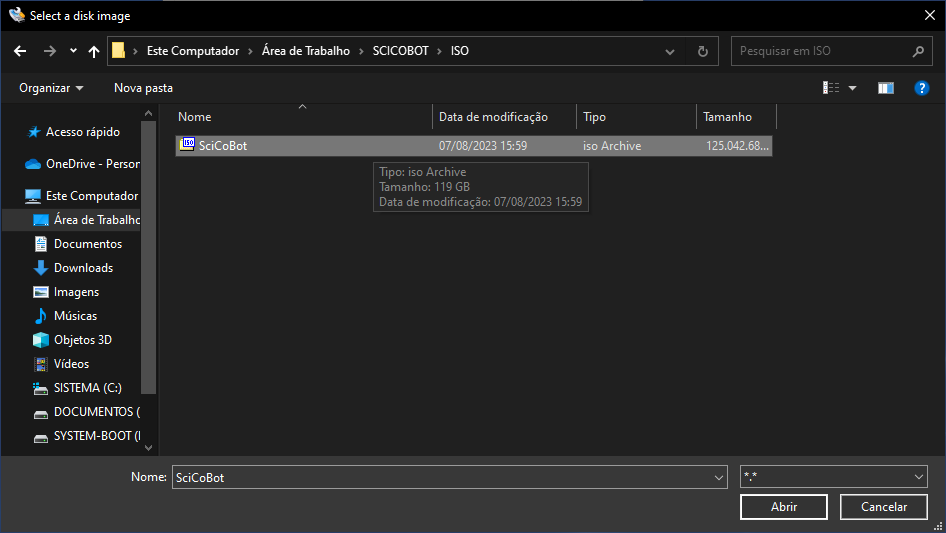 Select a disk image
Este Computador > Área de Trabalho > SCICOBOT > ISO
Pesquisar em ISO
Organizar
Nova pasta
Nome
Data de modificação
Tipo
Tamanho
SciCoBot
07/08/2023 15:59
iso Archive
125.042.68...
Tipo: iso Archive
Tamanho: 119 GB
Data de modificação: 07/08/2023 15:59
Acesso rápido
OneDrive - Person
Este Computador
Área de Trabalho
Documentos
Downloads
Imagens
Músicas
Objetos 3D
Vídeos
SISTEMA (C:)
DOCUMENTOS (
SYSTEM-BOOT (
Nome:
SciCoBot
*.*
Abrir
Cancelar